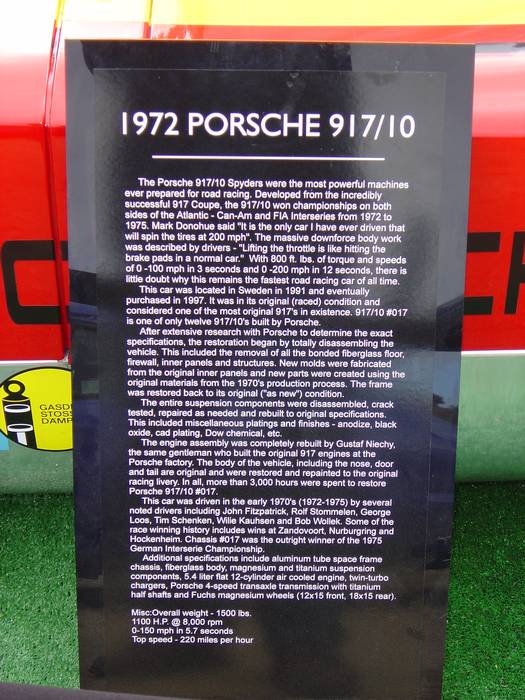 1972 PORSCHE 917/10
The Porsche 917/10 Spyders were the most powerful machines
ever prepared for road racing. Developed from the incredibly
successful 917 Coupe, the 917/10 won championships on both
sides of the Atlantic - Can-Am and FIA Interseries from 1972 to
1975. Mark Donohue said "It is the only car I have ever driven that
will spin the tires at 200 mph". The massive downforce body work
was described by drivers - "Lifting the throttle is like hitting the
brake pads in a normal car." With 800 ft. lbs. of torque and speeds
of 0 -100 mph in 3 seconds and 0 -200 mph in 12 seconds, there is
little doubt why this remains the fastest road racing car of all time.
This car was located in Sweden in 1991 and eventually
purchased in 1997. It was in its original (raced) condition and
considered one of the most original 917's in existence. 917/10 #017
is one of only twelve 917/10's built by Porsche.
After extensive research with Porsche to determine the exact
specifications, the restoration began by totally disassembling the
vehicle. This included the removal of all the bonded fiberglass floor,
firewall, inner panels and structures. New molds were fabricated
from the original inner panels and new parts were created using the
original materials from the 1970's production process. The frame
was restored back to its original ("as new") condition.
The entire suspension components were disassembled, crack
tested, repaired as needed and rebuilt to original specifications.
This included miscellaneous platings and finishes - anodize, black
oxide, cad plating, Dow chemical, etc.
The engine assembly was completely rebuilt by Gustaf Niechy,
the same gentleman who built the original 917 engines at the
Porsche factory. The body of the vehicle, including the nose, door
and tail are original and were restored and repainted to the original
racing livery. In all, more than 3,000 hours were spent to restore
Porsche 917/10 #017.
This car was driven in the early 1970's (1972-1975) by several
noted drivers including John Fitzpatrick, Rolf Stommelen, George
Loos, Tim Schenken, Wilie Kauhsen and Bob Wollek. Some of the
race winning history includes wins at Zandovoort, Nurburgring and
Hockenheim. Chassis #017 was the outright winner of the 1975
German Interserie Championship.
Additional specifications include aluminum tube space frame
chassis, fiberglass body, magnesium and titanium suspension
components, 5.4 liter flat 12-cylinder air cooled engine, twin-turbo
chargers, Porsche 4-speed transaxle transmission with titanium
half shafts and Fuchs magnesium wheels (12x15 front, 18x15 rear).
Misc:Overall weight - 1500 lbs.
1100 H.P. @ 8,000 rpm
0-150 mph in 5.7 seconds
Top speed - 220 miles per hour